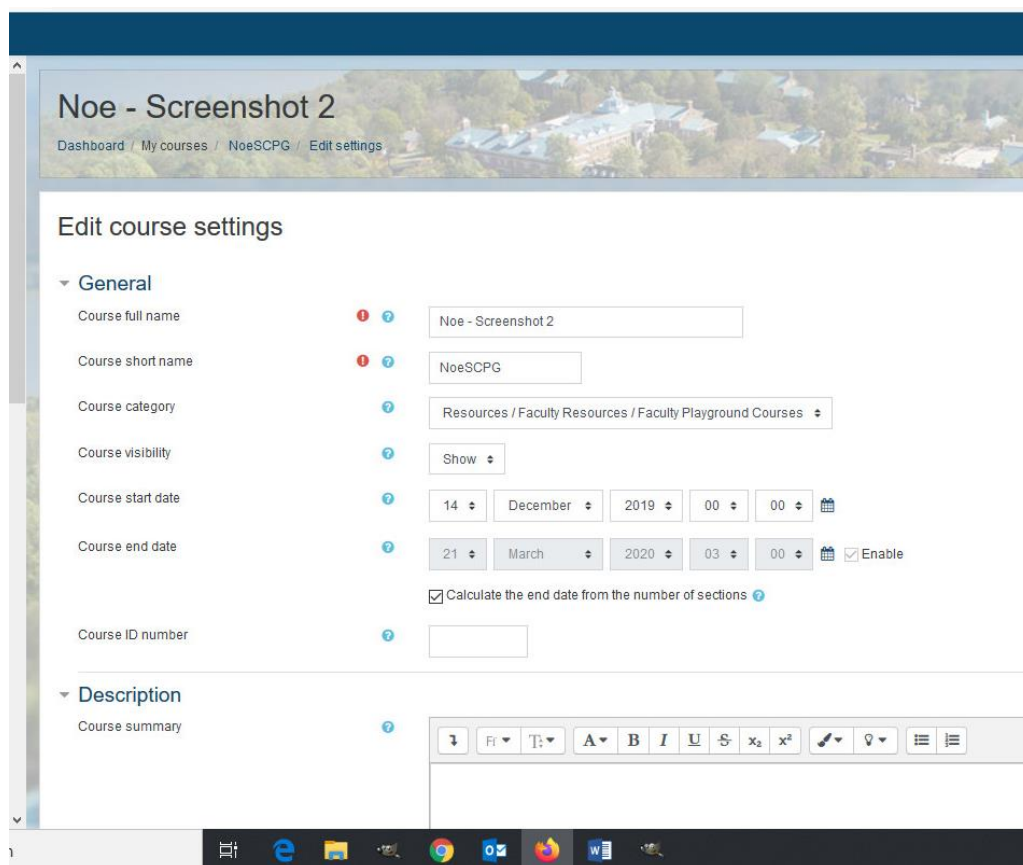 Noe - Screenshot 2
Dashboard / My courses / NoeSCPG / Edit settings
Edit course settings
General
Course full name
Noe - Screenshot 2
Course short name
NoeSCPG
Course category
Resources / Faculty Resources / Faculty Playground Courses
Course visibility
Show
Course start date
14 December 2019 00 00
Course end date
21 March 2020 03 00 Enable
Calculate the end date from the number of sections
Course ID number
Description
Course summary
A B I U S x₂ x²